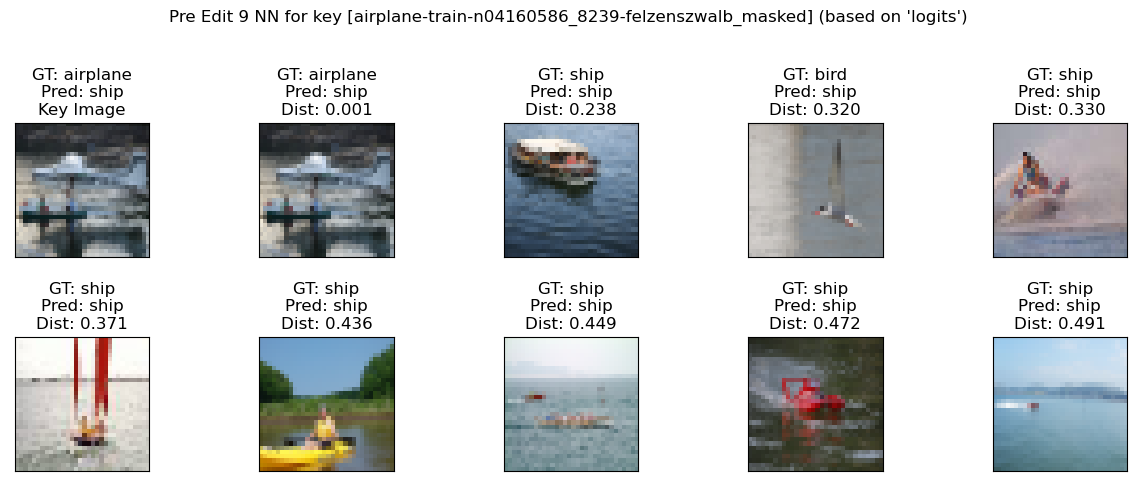 Pre Edit 9 NN for key [airplane-train-n04160586_8239-felzenszwalb_masked] (based on 'logits')
GT: airplane
Pred: ship
Key Image
GT: airplane
Pred: ship
Dist: 0.001
GT: ship
Pred: ship
Dist: 0.238
GT: bird
Pred: ship
Dist: 0.320
GT: ship
Pred: ship
Dist: 0.330
GT: ship
Pred: ship
Dist: 0.371
GT: ship
Pred: ship
Dist: 0.436
GT: ship
Pred: ship
Dist: 0.449
GT: ship
Pred: ship
Dist: 0.472
GT: ship
Pred: ship
Dist: 0.491